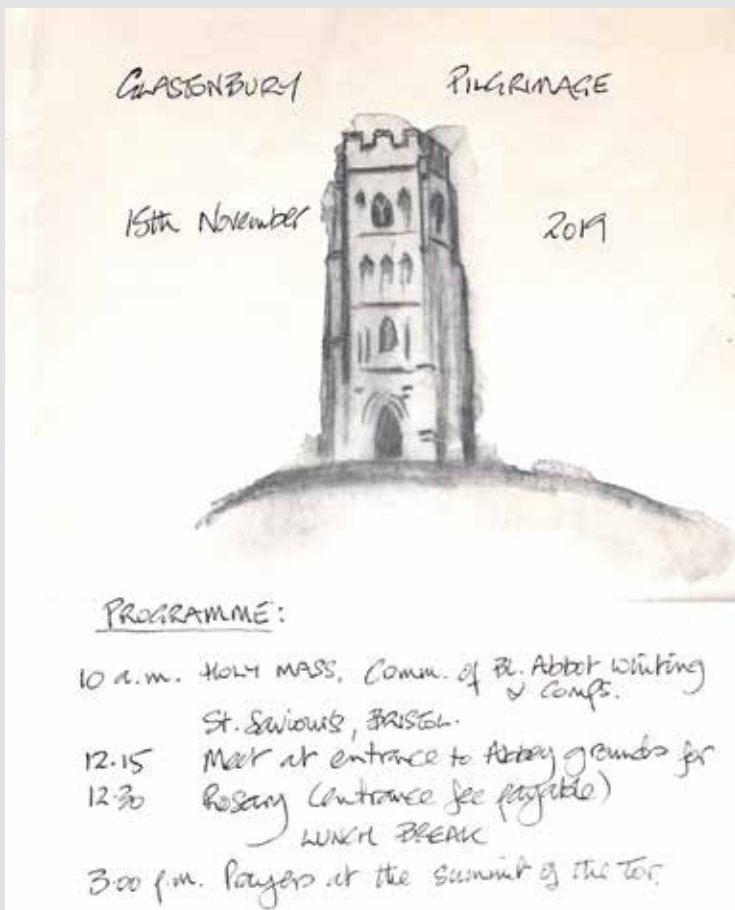 GLASTONBURY PILGRIMAGE
15th November 2019
PROGRAMME:
10 a.m. HOLY MASS, Comm. of Bl. Abbot Whiting & Comps.
St. Saviour's, BRISTOL.
12.15 Meet at entrance to Abbey grounds for
12.30 Rosary (entrance fee payable)
LUNCH BREAK
3.00 p.m. Prayers at the summit of the Tor.